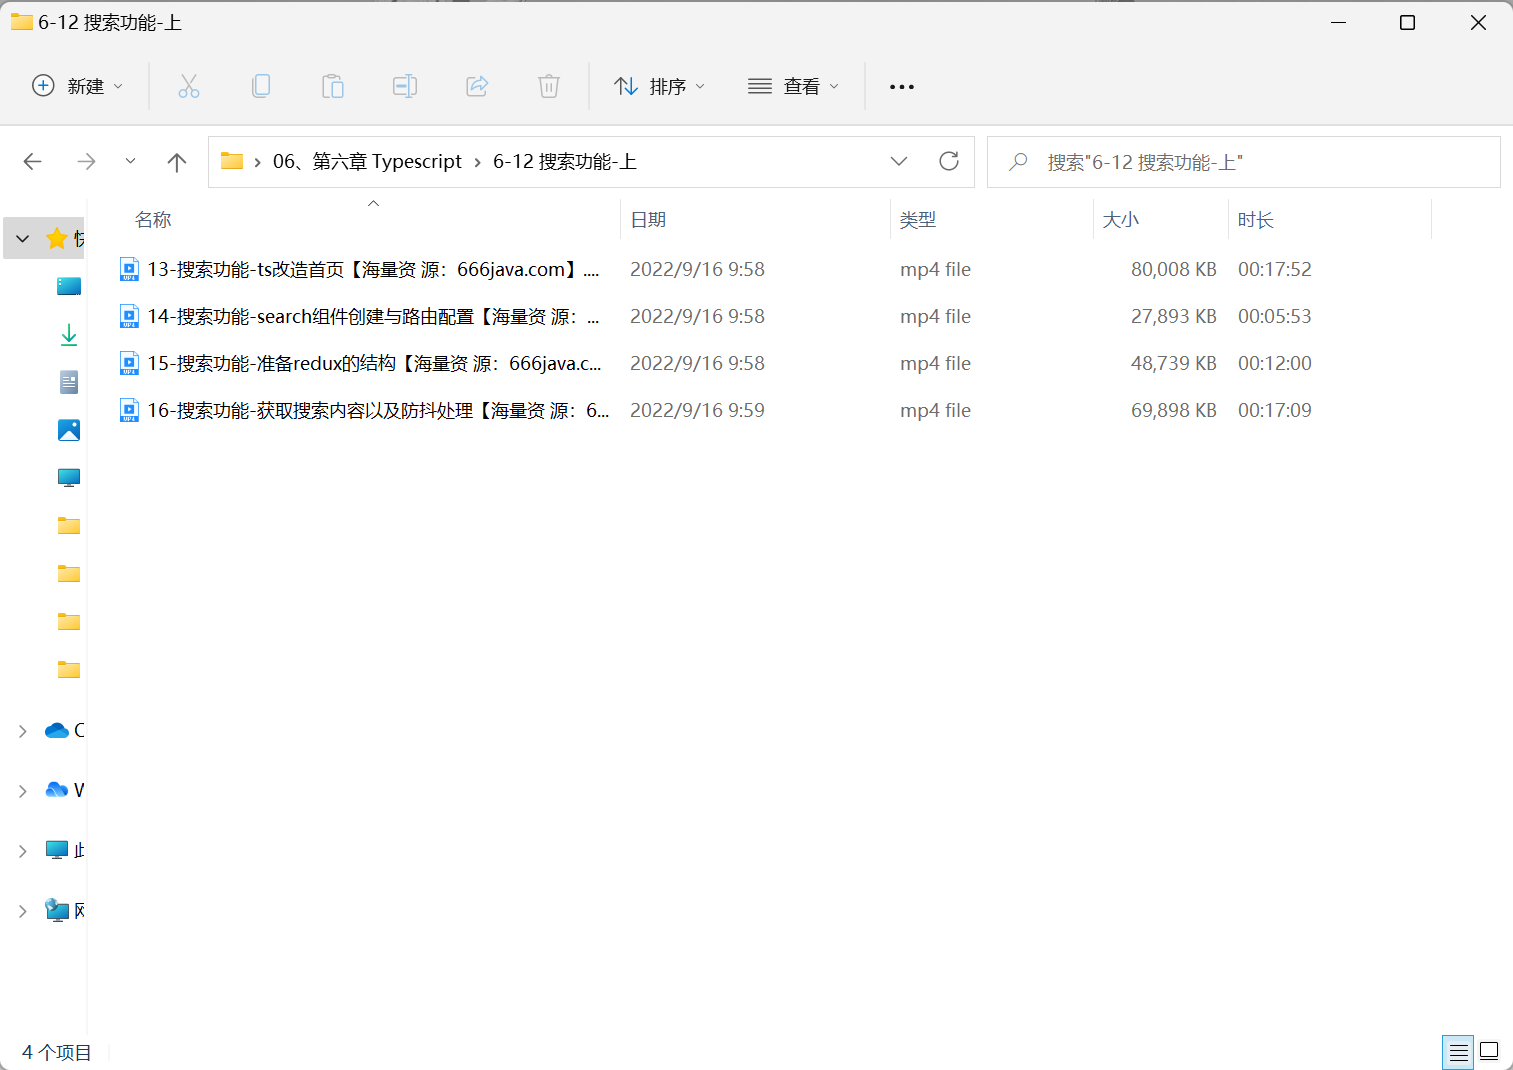 6-12 搜索功能-上
新建
排序
查看
06、第六章 Typescript
6-12 搜索功能-上
搜索"6-12 搜索功能-上"
名称
日期
类型
大小
时长
13-搜索功能-ts改造首页【海量资 源：666java.com】....
2022/9/16 9:58
mp4 file
80,008 KB
00:17:52
14-搜索功能-search组件创建与路由配置【海量资 源：...
2022/9/16 9:58
mp4 file
27,893 KB
00:05:53
15-搜索功能-准备redux的结构【海量资 源：666java.c...
2022/9/16 9:58
mp4 file
48,739 KB
00:12:00
16-搜索功能-获取搜索内容以及防抖处理【海量资 源：6...
2022/9/16 9:59
mp4 file
69,898 KB
00:17:09
4 个项目